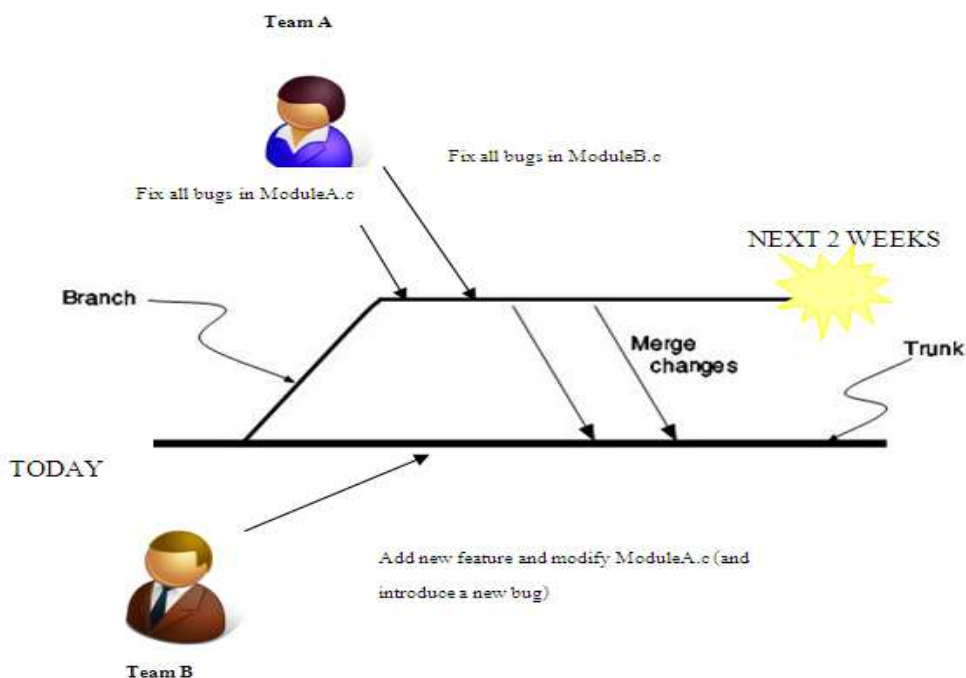 Team A
Fix all bugs in ModuleB.c
Fix all bugs in ModuleA.c
NEXT 2 WEEKS
Branch
Merge
changes
Trunk
TODAY
Add new feature and modify ModuleA.c (and
introduce a new bug)
Team B